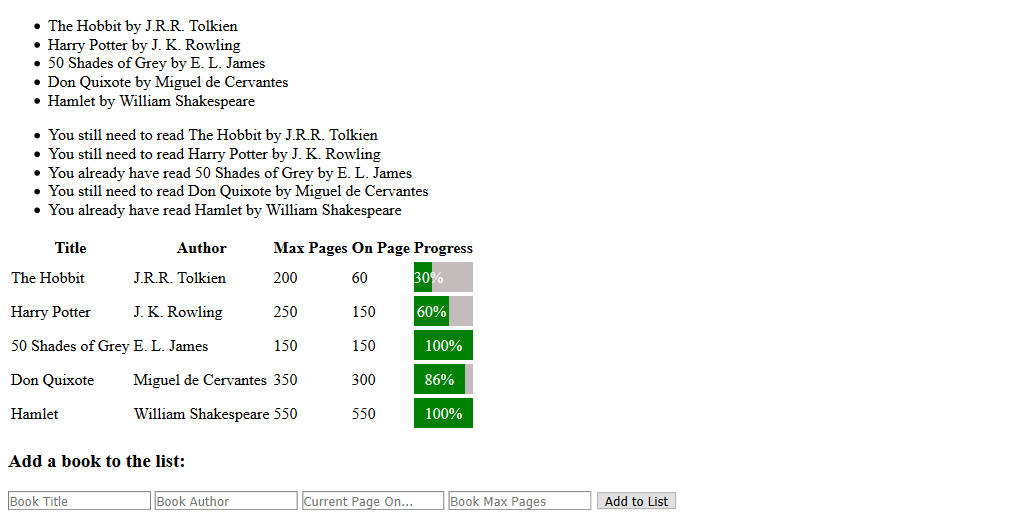 The Hobbit by J.R.R. Tolkien
Harry Potter by J. K. Rowling
50 Shades of Grey by E. L. James
Don Quixote by Miguel de Cervantes
Hamlet by William Shakespeare
You still need to read The Hobbit by J.R.R. Tolkien
You still need to read Harry Potter by J. K. Rowling
You already have read 50 Shades of Grey by E. L. James
You still need to read Don Quixote by Miguel de Cervantes
You already have read Hamlet by William Shakespeare
Title Author Max Pages On Page Progress
The Hobbit J.R.R. Tolkien 200 60 30%
Harry Potter J. K. Rowling 250 150 60%
50 Shades of Grey E. L. James 150 150 100%
Don Quixote Miguel de Cervantes 350 300 86%
Hamlet William Shakespeare 550 550 100%
Add a book to the list:
Book Title Book Author Current Page On... Book Max Pages Add to List